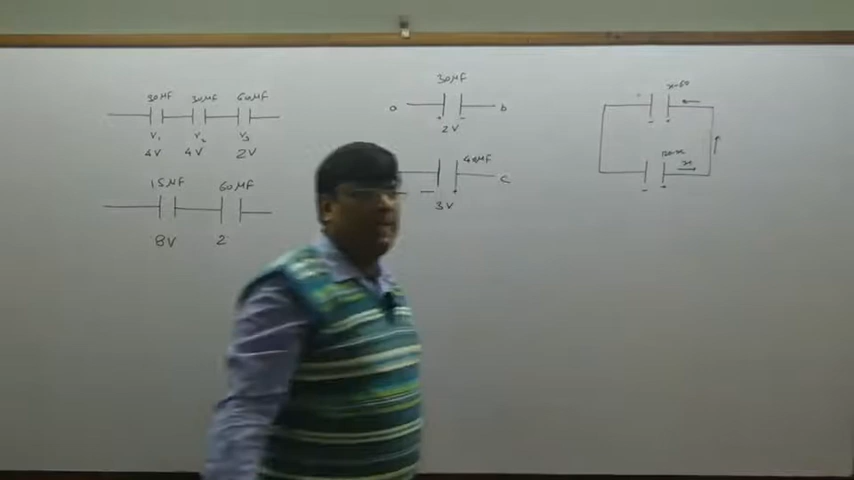 30μF 30μF 60μF
V₁ V₂ V₃
4V 4V 2V
15μF 60μF
8V 2
30μF
a b
+ -
2V
40μF
c
- +
3V
x-60
- +
x
- +